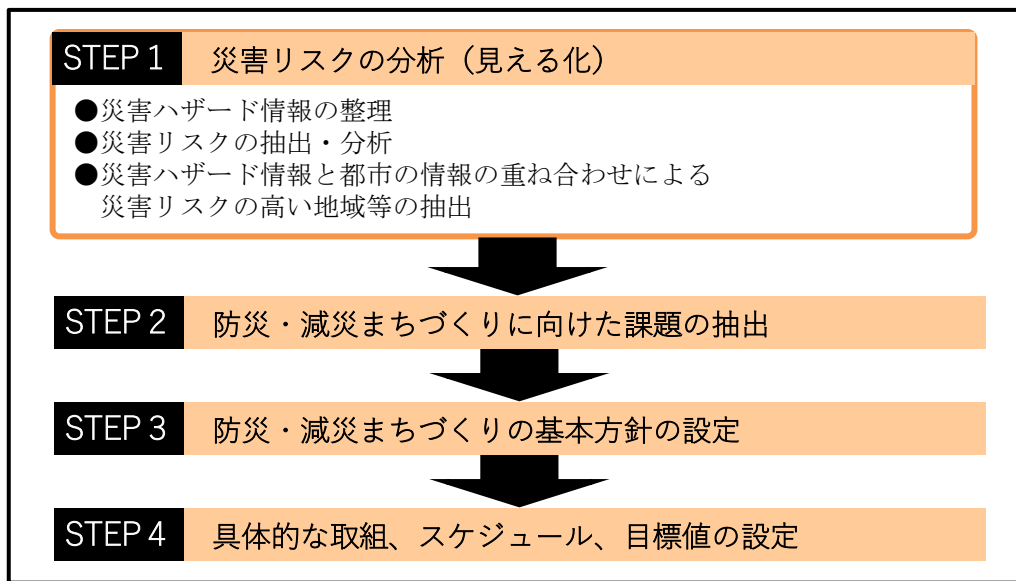 STEP 1 災害リスクの分析（見える化）
●災害ハザード情報の整理
●災害リスクの抽出・分析
●災害ハザード情報と都市の情報の重ね合わせによる
災害リスクの高い地域等の抽出
STEP 2 防災・減災まちづくりに向けた課題の抽出
STEP 3 防災・減災まちづくりの基本方針の設定
STEP 4 具体的な取組、スケジュール、目標値の設定